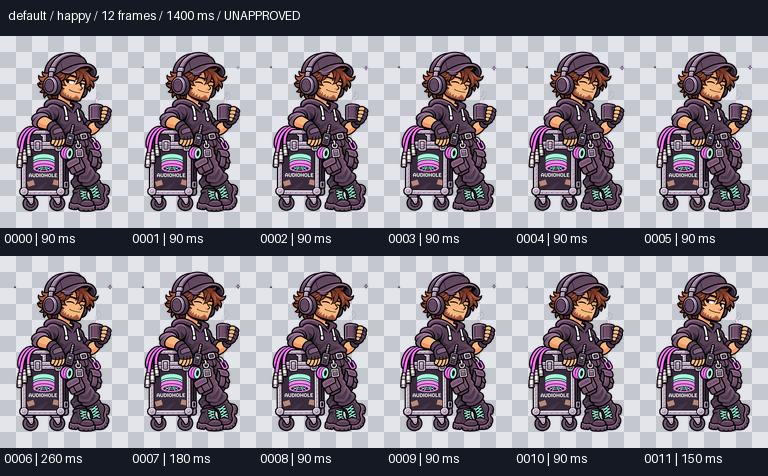 default / happy / 12 frames / 1400 ms / UNAPPROVED
AUDIOHOLE AUDIOHOLE AUDIOHOLE AUDIOHOLE AUDIOHOLE AUDIOHOLE
0000 | 90 ms 0001 | 90 ms 0002 | 90 ms 0003 | 90 ms 0004 | 90 ms 0005 | 90 ms
AUDIOHOLE AUDIOHOLE AUDIOHOLE AUDIOHOLE AUDIOHOLE AUDIOHOLE
0006 | 260 ms 0007 | 180 ms 0008 | 90 ms 0009 | 90 ms 0010 | 90 ms 0011 | 150 ms